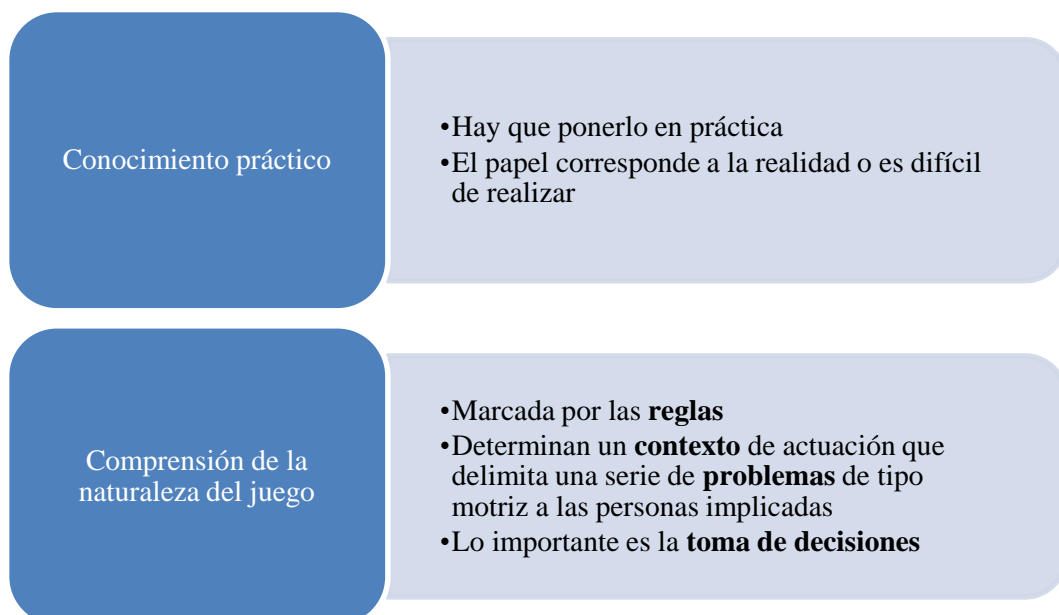 Conocimiento práctico
•Hay que ponerlo en práctica
•El papel corresponde a la realidad o es difícil
de realizar
Comprensión de la
naturaleza del juego
•Marcada por las reglas
•Determinan un contexto de actuación que
delimita una serie de problemas de tipo
motriz a las personas implicadas
•Lo importante es la toma de decisiones